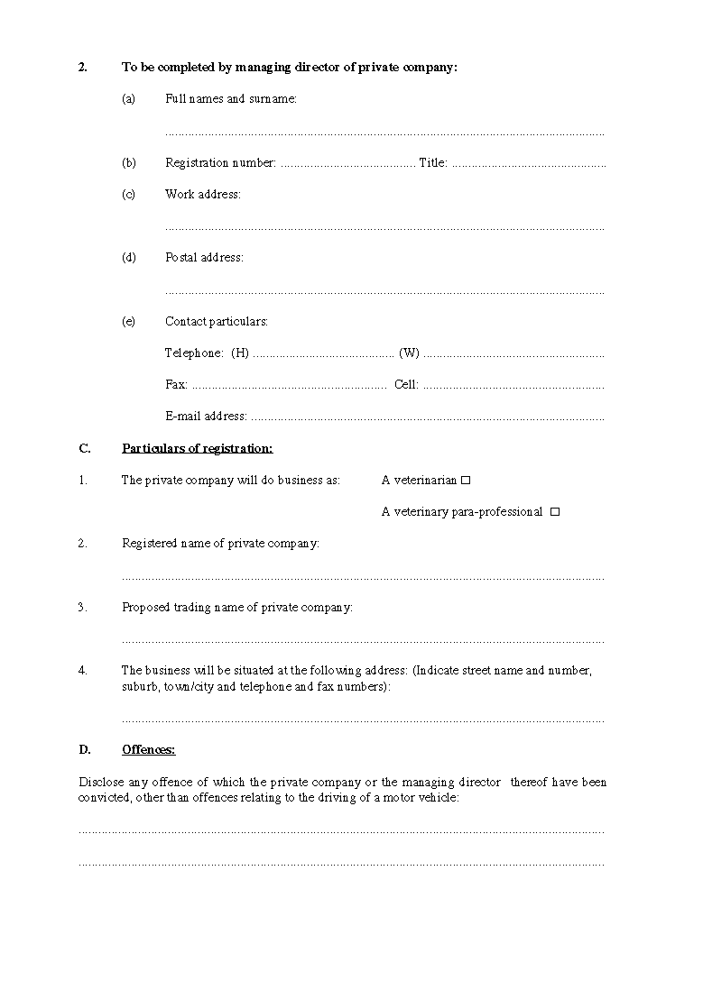 2. To be completed by managing director of private company:
(a) Full names and surname:
....................................................................................................................................
(b) Registration number: ......................................... Title: ...............................................
(c) Work address:
....................................................................................................................................
(d) Postal address:
....................................................................................................................................
(e) Contact particulars:
Telephone: (H) ........................................... (W) .......................................................
Fax: ........................................................... Cell: .......................................................
E-mail address: ...........................................................................................................
C. Particulars of registration:
1. The private company will do business as: A veterinarian ☐
A veterinary para-professional ☐
2. Registered name of private company:
.................................................................................................................................................
3. Proposed trading name of private company:
.................................................................................................................................................
4. The business will be situated at the following address: (Indicate street name and number,
suburb, town/city and telephone and fax numbers):
.................................................................................................................................................
D. Offences:
Disclose any offence of which the private company or the managing director thereof have been
convicted, other than offences relating to the driving of a motor vehicle:
..............................................................................................................................................................
..............................................................................................................................................................